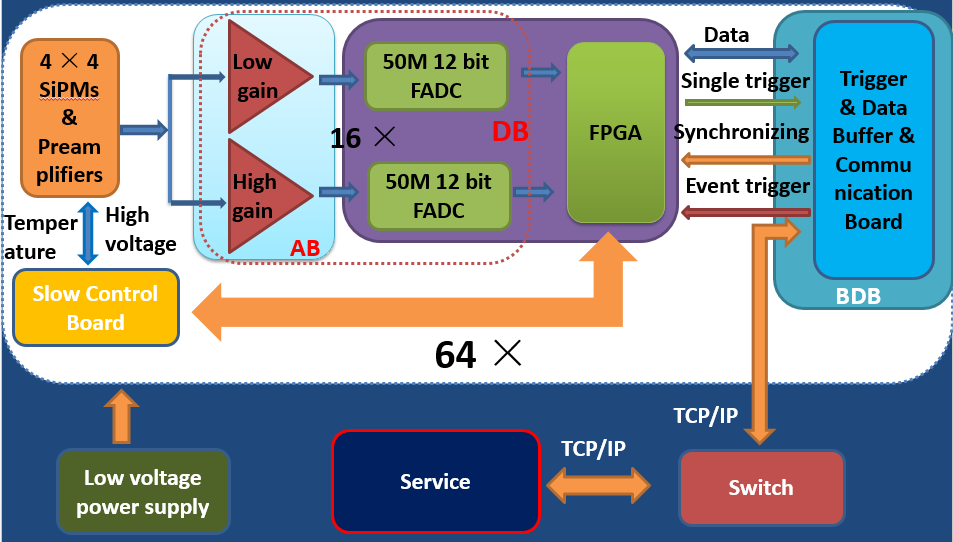 4 × 4
SiPMs
&
Pream
plifiers
Temper
ature
High
voltage
Slow Control
Board
Low
gain
High
gain
AB
16 ×
50M 12 bit
FADC
50M 12 bit
FADC
DB
FPGA
Data
Single trigger
Synchronizing
Event trigger
Trigger
& Data
Buffer &
Commu
nication
Board
BDB
64 ×
Low voltage
power supply
Service
TCP/IP
Switch
TCP/IP